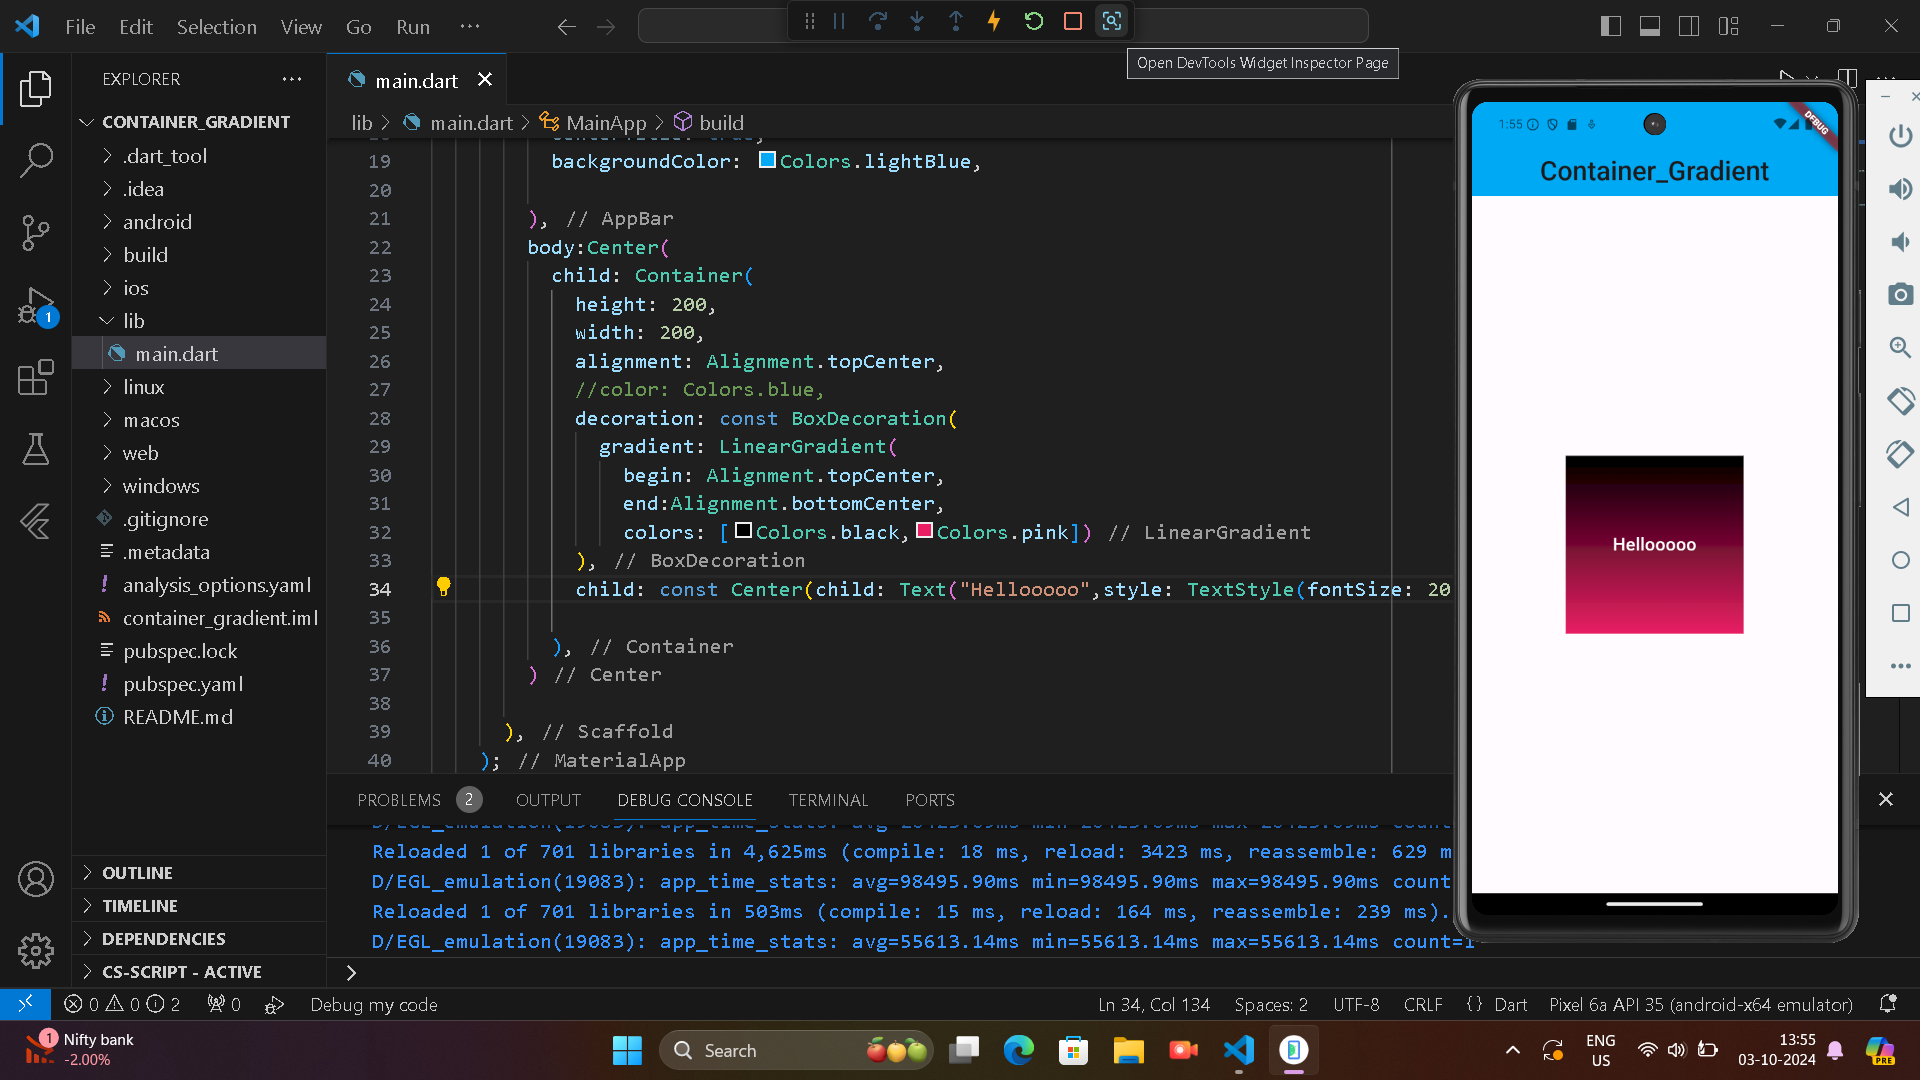 File Edit Selection View Go Run ···
Open DevTools Widget Inspector Page
EXPLORER
CONTAINER_GRADIENT
.dart_tool
.idea
android
build
ios
lib
main.dart
linux
macos
web
windows
.gitignore
.metadata
analysis_options.yaml
container_gradient.iml
pubspec.lock
pubspec.yaml
README.md
OUTLINE
TIMELINE
DEPENDENCIES
CS-SCRIPT - ACTIVE
1
main.dart
lib > main.dart > MainApp > build
19 backgroundColor: Colors.lightBlue,
20
21 ), // AppBar
22 body:Center(
23 child: Container(
24 height: 200,
25 width: 200,
26 alignment: Alignment.topCenter,
27 //color: Colors.blue,
28 decoration: const BoxDecoration(
29 gradient: LinearGradient(
30 begin: Alignment.topCenter,
31 end:Alignment.bottomCenter,
32 colors: [Colors.black,Colors.pink]) // LinearGradient
33 ), // BoxDecoration
34 child: const Center(child: Text("Hellooooo",style: TextStyle(fontSize: 20
35
36 ), // Container
37 ) // Center
38
39 ), // Scaffold
40 ); // MaterialApp
PROBLEMS 2 OUTPUT DEBUG CONSOLE TERMINAL PORTS
Reloaded 1 of 701 libraries in 4,625ms (compile: 18 ms, reload: 3423 ms, reassemble: 629 m
D/EGL_emulation(19083): app_time_stats: avg=98495.90ms min=98495.90ms max=98495.90ms count
Reloaded 1 of 701 libraries in 503ms (compile: 15 ms, reload: 164 ms, reassemble: 239 ms).
D/EGL_emulation(19083): app_time_stats: avg=55613.14ms min=55613.14ms max=55613.14ms count=1
>
1:55
DEBUG
Container_Gradient
Hellooooo
0 0 2 0 Debug my code Ln 34, Col 134 Spaces: 2 UTF-8 CRLF {} Dart Pixel 6a API 35 (android-x64 emulator)
1
Nifty bank
-2.00%
Search
ENG
US
13:55
03-10-2024
PRE